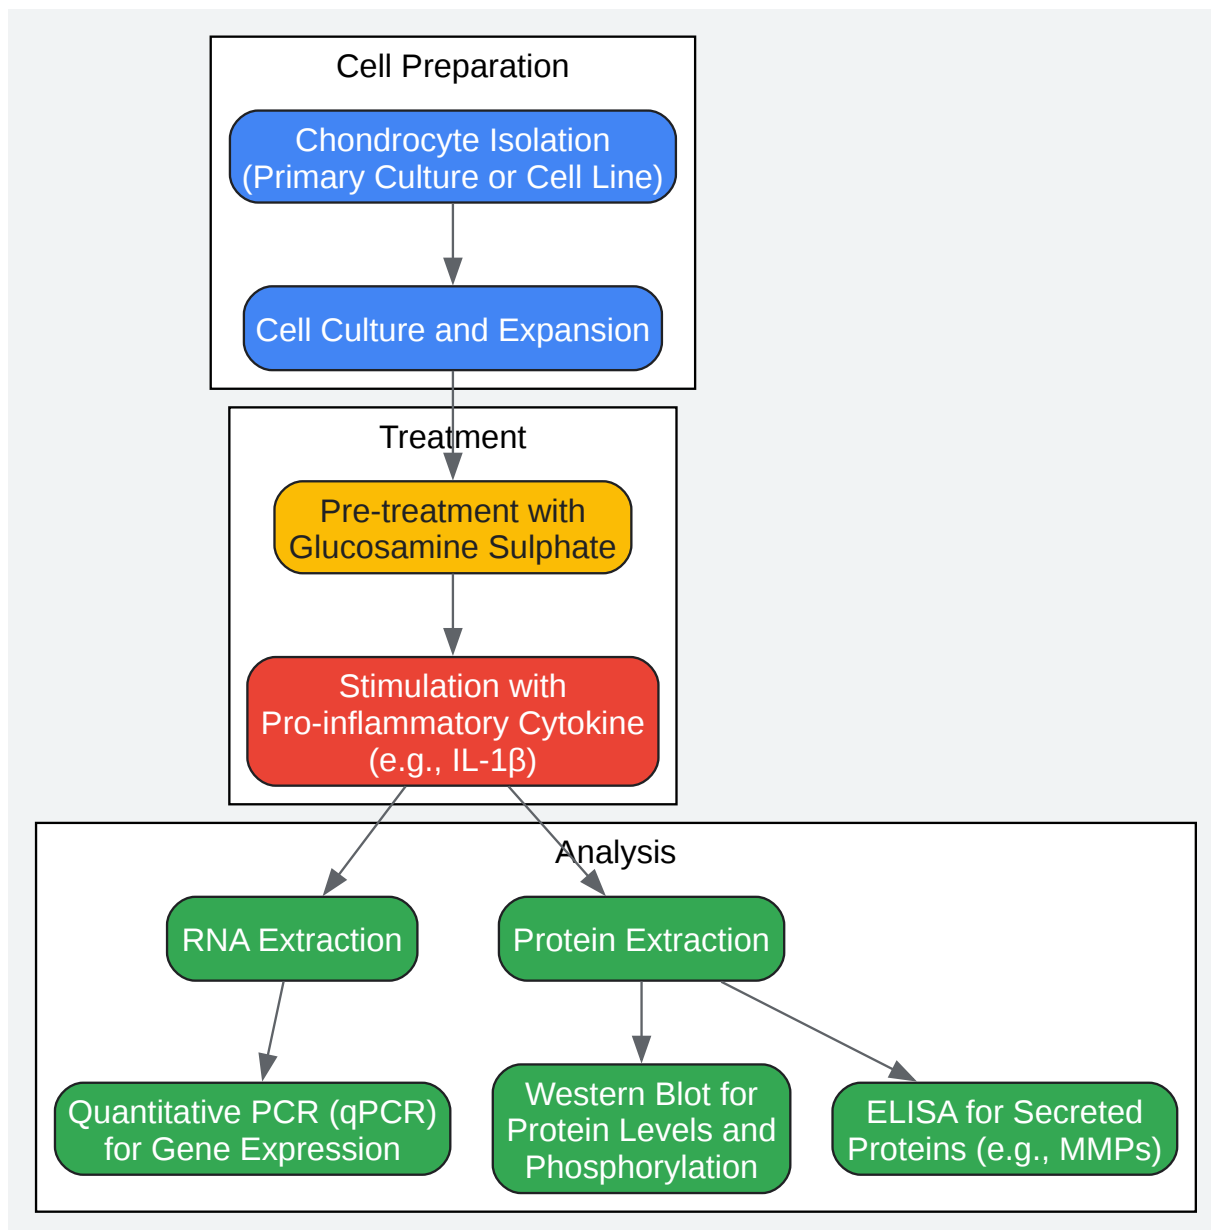 Cell Preparation
Chondrocyte Isolation
(Primary Culture or Cell Line)
Cell Culture and Expansion
Treatment
Pre-treatment with
Glucosamine Sulphate
Stimulation with
Pro-inflammatory Cytokine
(e.g., IL-1β)
Analysis
RNA Extraction
Protein Extraction
Quantitative PCR (qPCR)
for Gene Expression
Western Blot for
Protein Levels and
Phosphorylation
ELISA for Secreted
Proteins (e.g., MMPs)